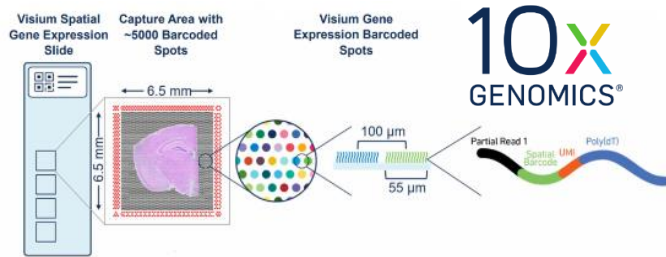 Visium Spatial
Gene Expression
Slide
Capture Area with
~5000 Barcoded
Spots
Visium Gene
Expression Barcoded
Spots
10x
GENOMICS®
6.5 mm
6.5 mm
100 µm
55 µm
Partial Read 1
Spatial
Barcode
UMI
Poly(dT)